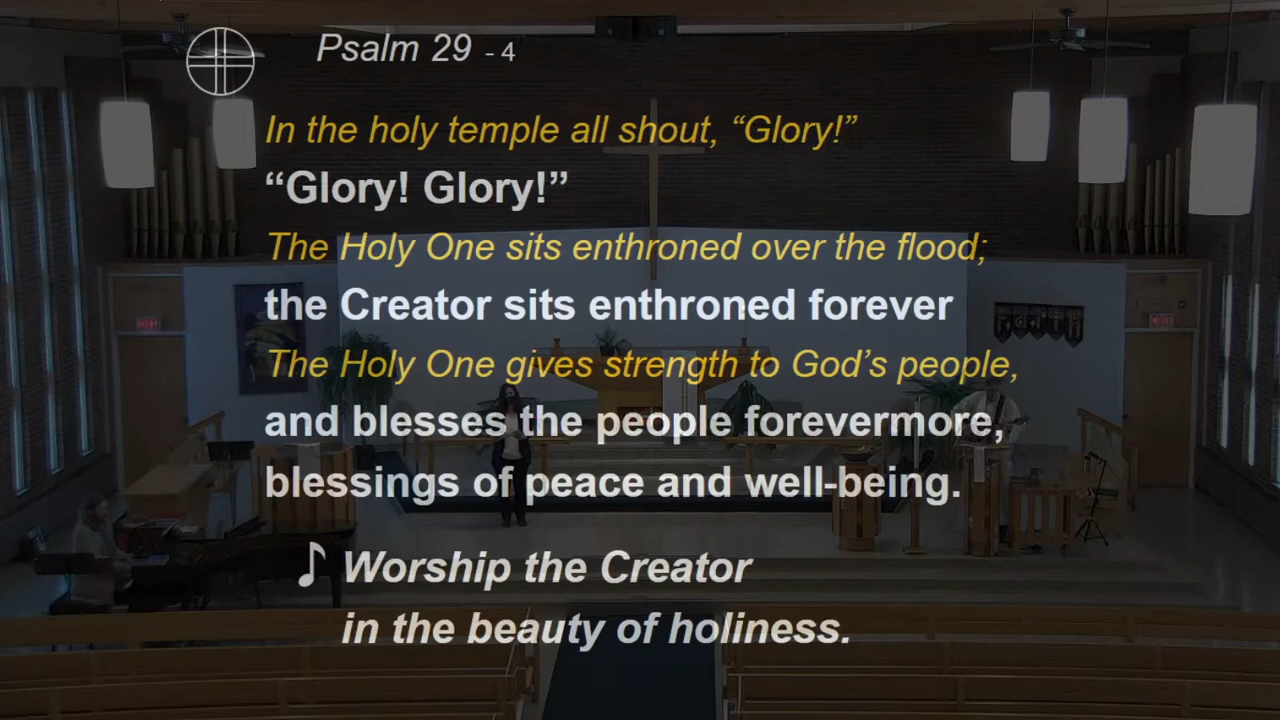 Psalm 29 - 4
In the holy temple all shout, “Glory!”
“Glory! Glory!”
The Holy One sits enthroned over the flood;
the Creator sits enthroned forever
The Holy One gives strength to God’s people,
and blesses the people forevermore,
blessings of peace and well-being.
♪ Worship the Creator
in the beauty of holiness.